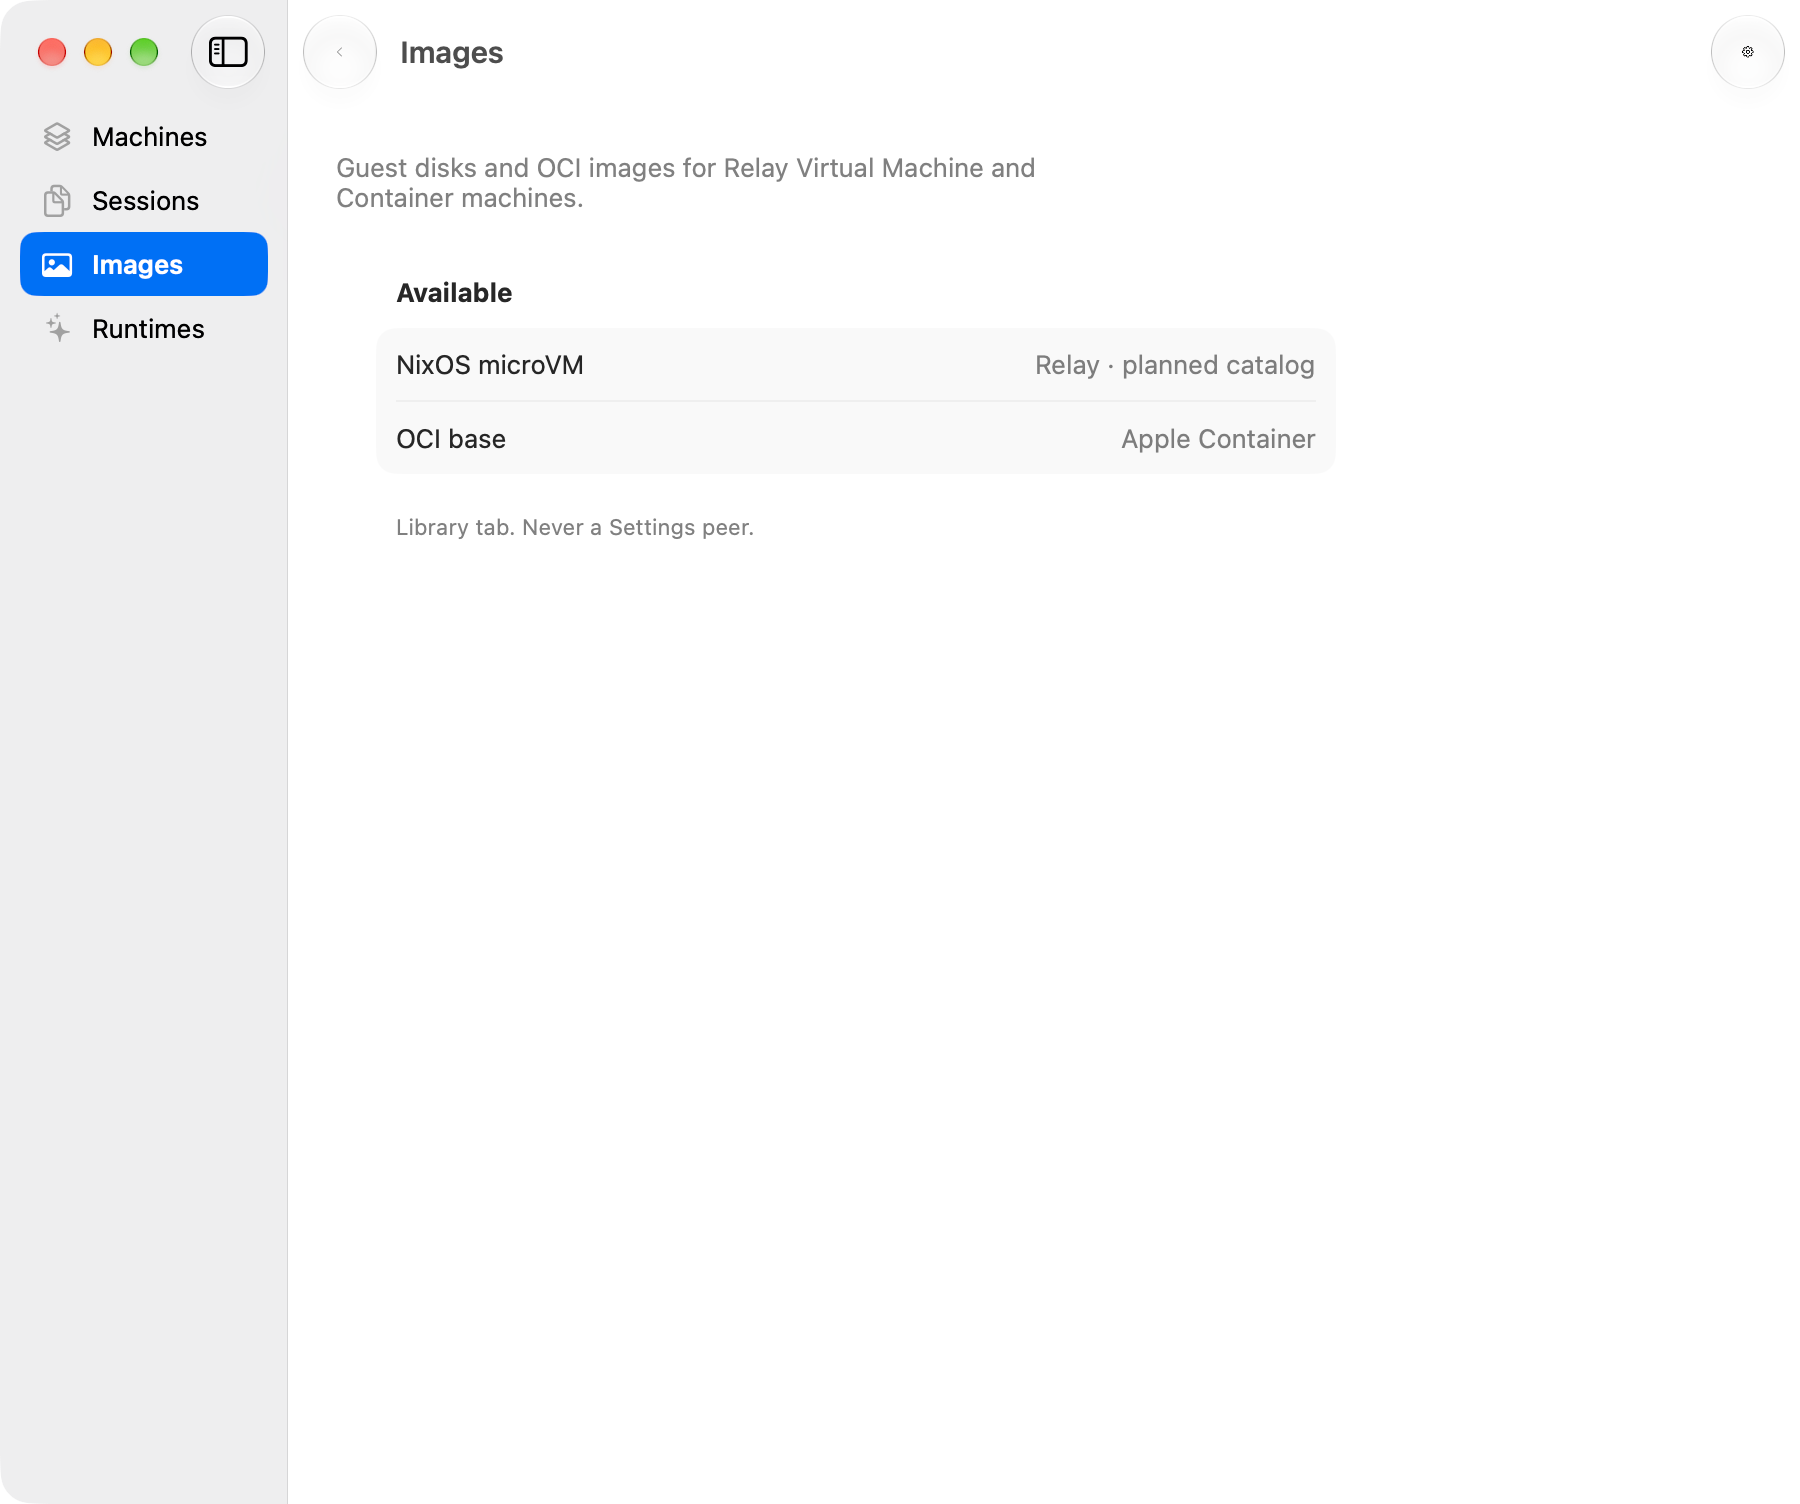 Images
Machines
Sessions
Images
Runtimes
Guest disks and OCI images for Relay Virtual Machine and
Container machines.
Available
NixOS microVM
Relay · planned catalog
OCI base
Apple Container
Library tab. Never a Settings peer.